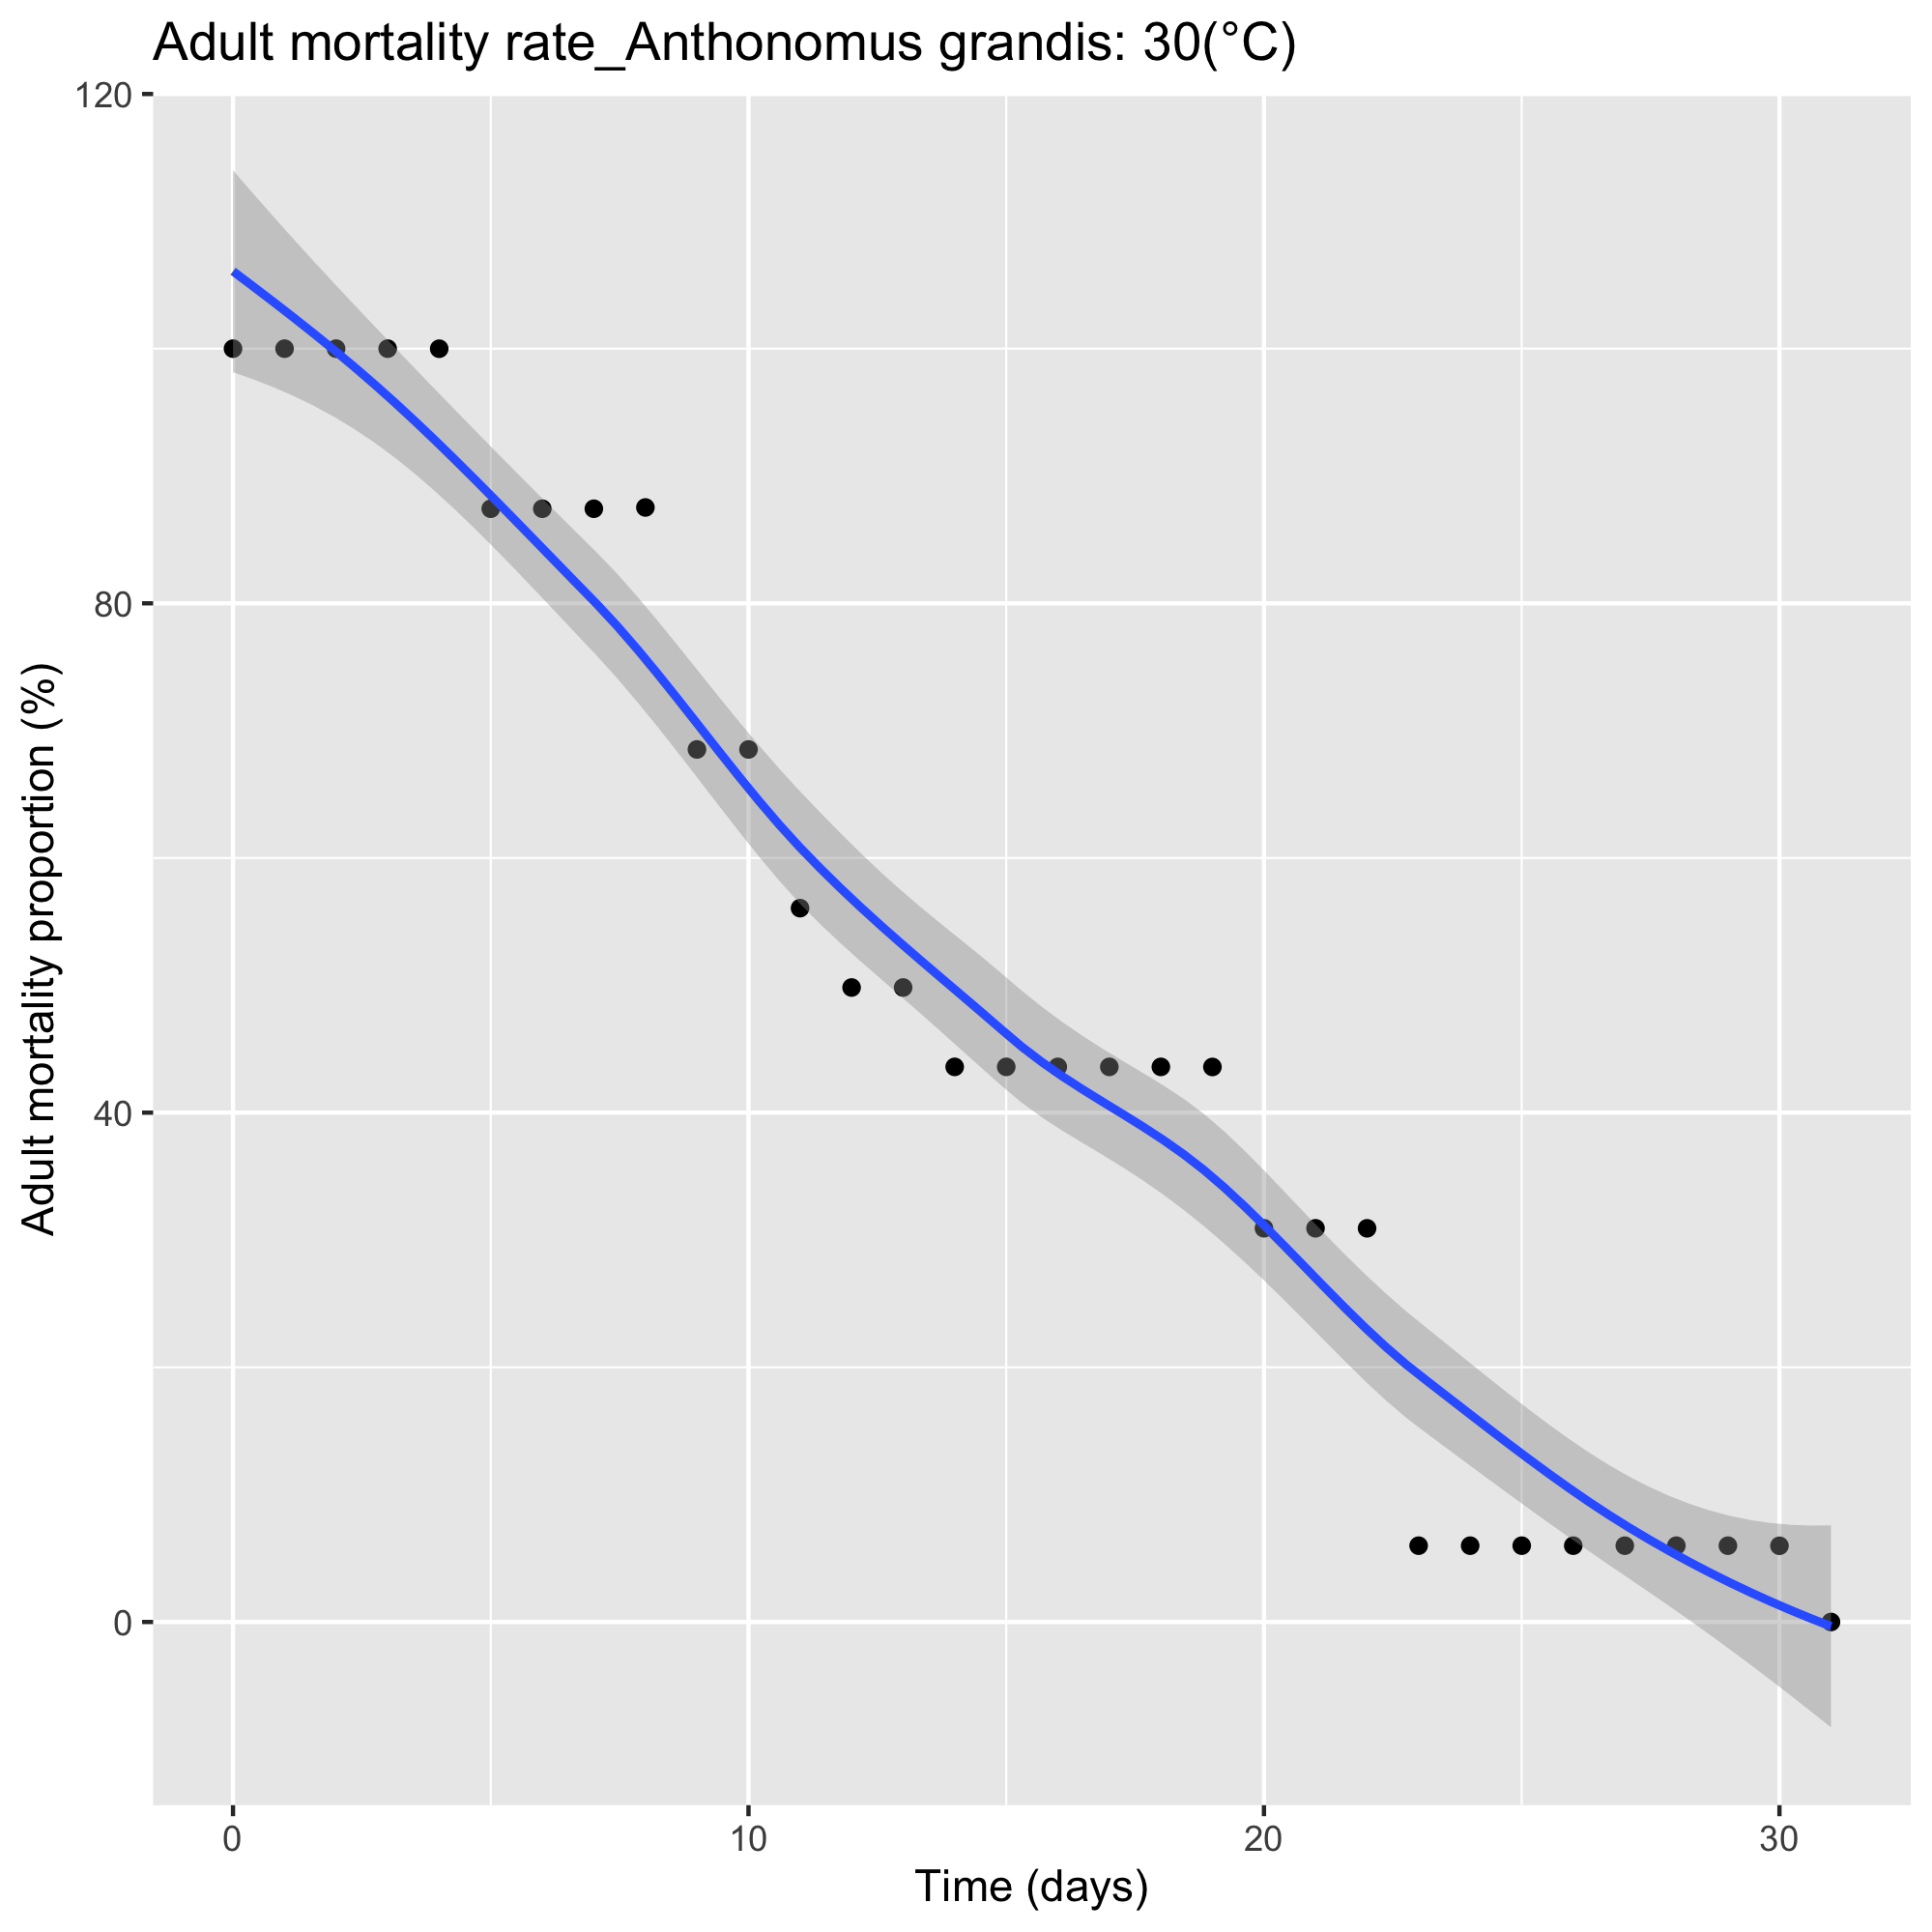 Adult mortality rate_Anthonomus grandis: 30(°C)
120
80
40
0
Adult mortality proportion (%)
0 10 20 30
Time (days)